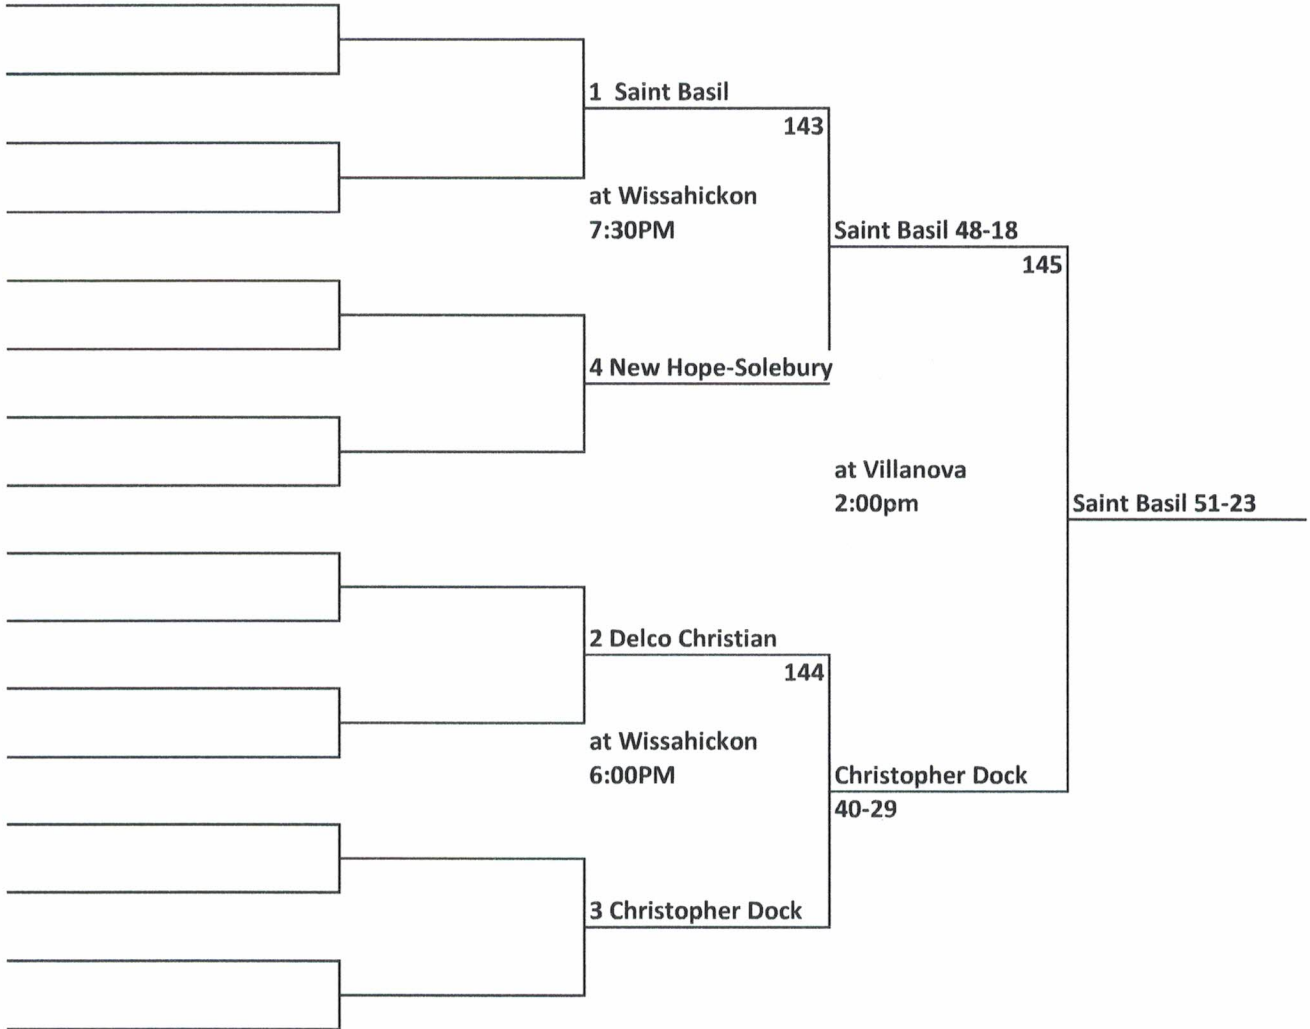 1 Saint Basil
143
at Wissahickon
7:30PM
Saint Basil 48-18
145
4 New Hope-Solebury
at Villanova
2:00pm
Saint Basil 51-23
2 Delco Christian
144
at Wissahickon
6:00PM
Christopher Dock
40-29
3 Christopher Dock